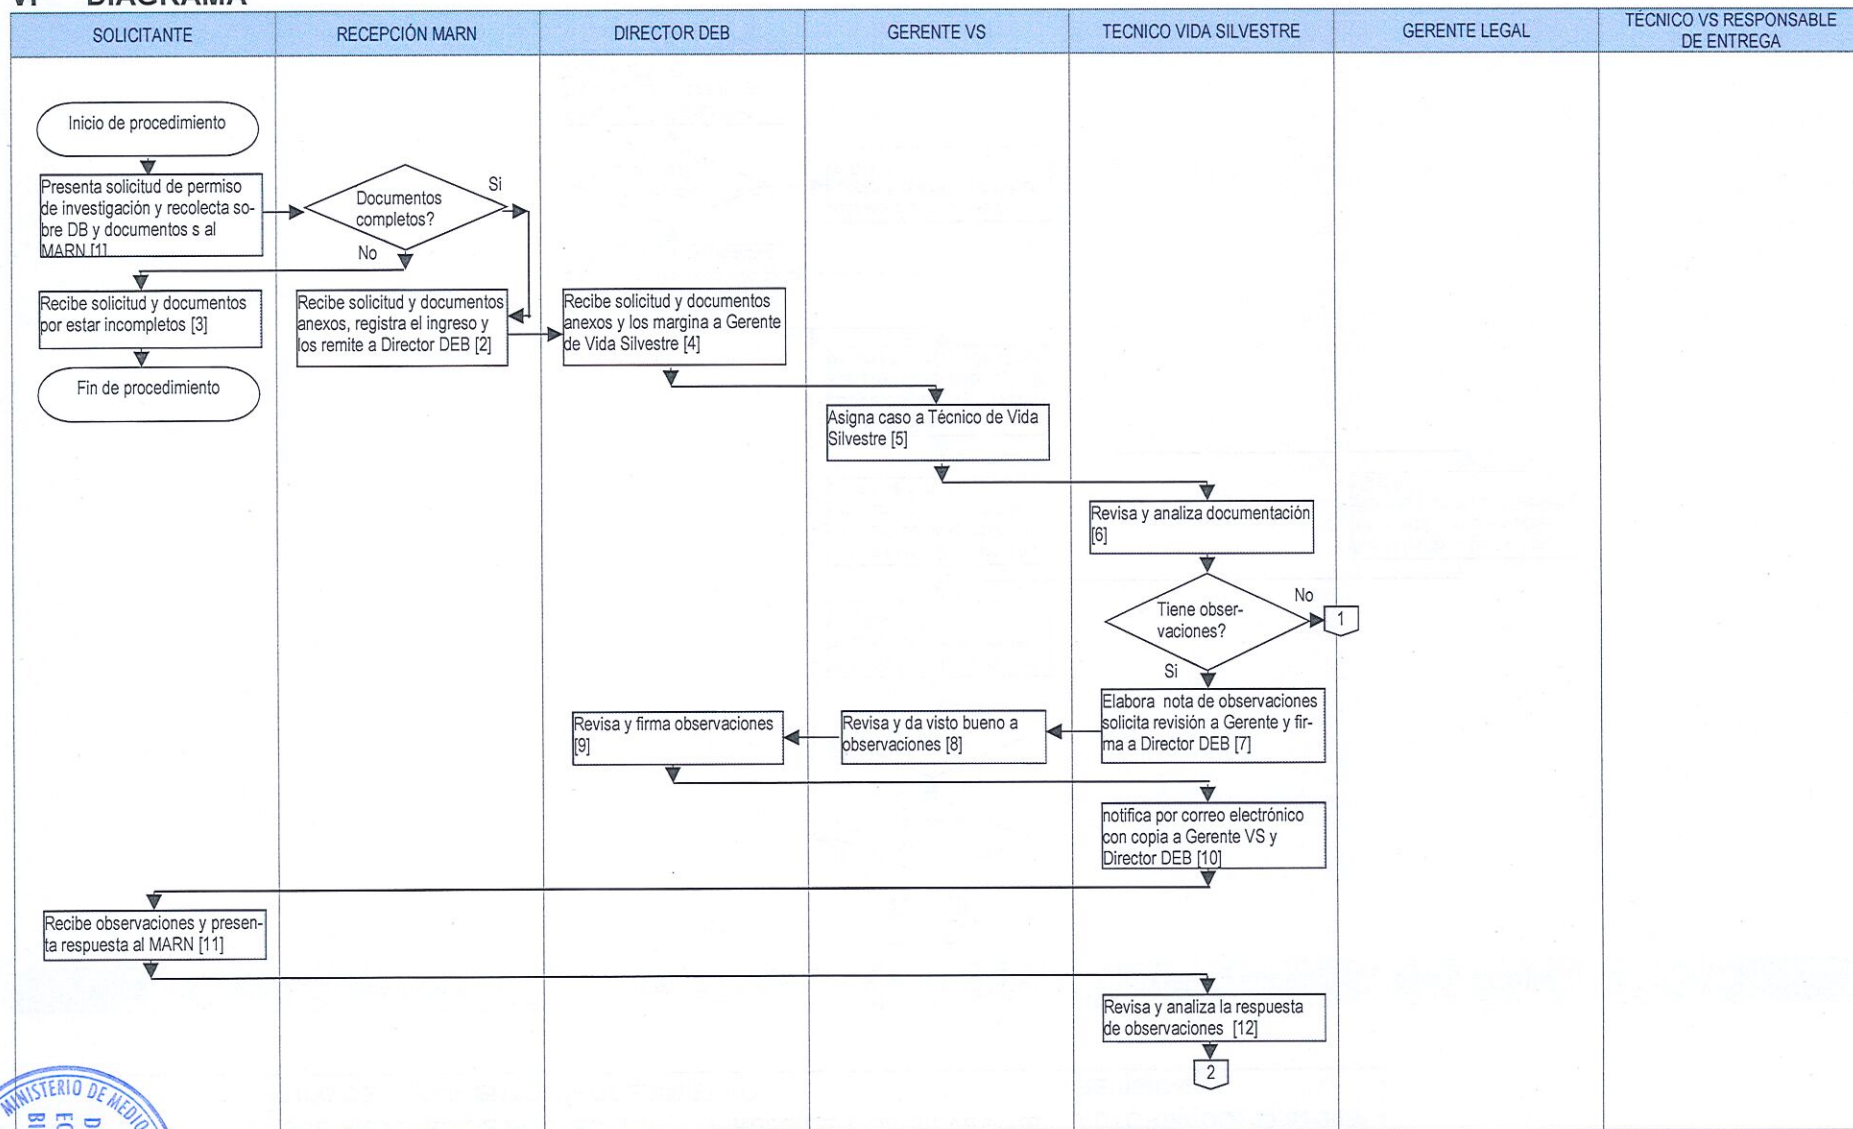 VI DIAGRAMA
SOLICITANTE
RECEPCIÓN MARN
DIRECTOR DEB
GERENTE VS
TECNICO VIDA SILVESTRE
GERENTE LEGAL
TÉCNICO VS RESPONSABLE
DE ENTREGA
Inicio de procedimiento
Presenta solicitud de permiso
de investigación y recolecta so-
bre DB y documentos s al
MARN [1]
Documentos
completos?
Si
No
Recibe solicitud y documentos
por estar incompletos [3]
Fin de procedimiento
Recibe solicitud y documentos
anexos, registra el ingreso y
los remite a Director DEB [2]
Recibe solicitud y documentos
anexos y los margina a Gerente
de Vida Silvestre [4]
Asigna caso a Técnico de Vida
Silvestre [5]
Revisa y analiza documentación
[6]
Tiene obser-
vaciones?
No
1
Si
Elabora nota de observaciones
solicita revisión a Gerente y fir-
ma a Director DEB [7]
Revisa y da visto bueno a
observaciones [8]
Revisa y firma observaciones
[9]
notifica por correo electrónico
con copia a Gerente VS y
Director DEB [10]
Recibe observaciones y presen-
ta respuesta al MARN [11]
Revisa y analiza la respuesta
de observaciones [12]
2
MINISTERIO DE MEDIO